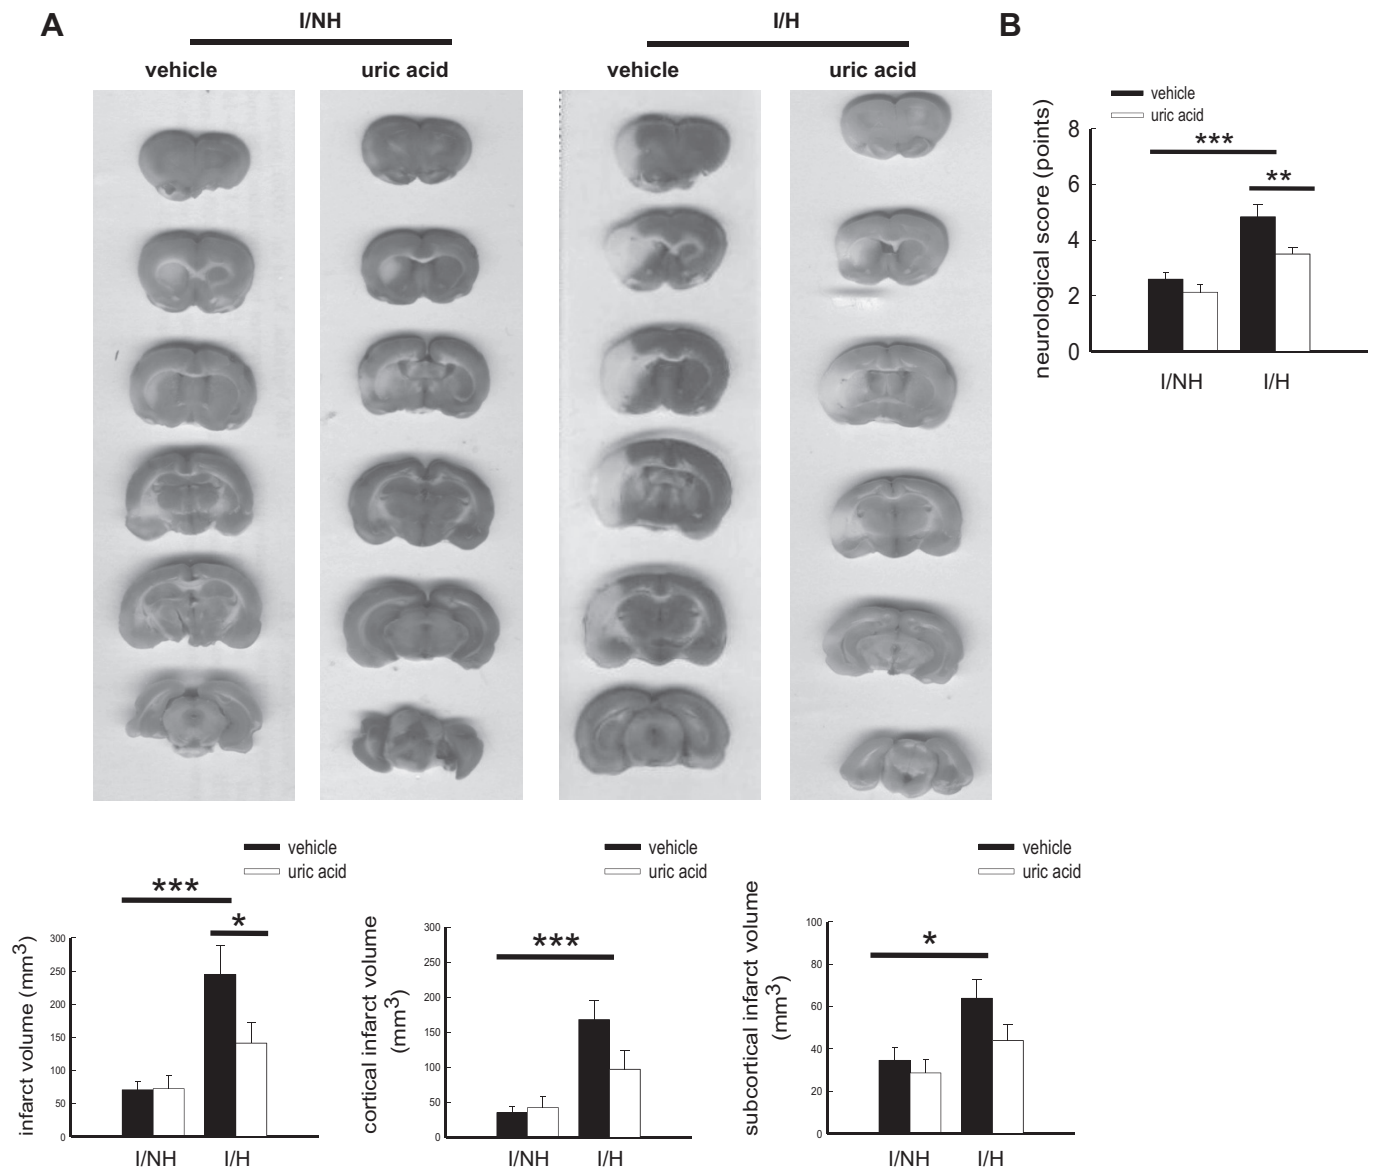 A
I/NH
I/H
B
vehicle
uric acid
vehicle
uric acid
vehicle
uric acid
neurological score (points)
8
6
4
2
0
***
**
I/NH
I/H
vehicle
uric acid
infarct volume (mm3)
300
250
200
150
100
50
0
***
*
I/NH
I/H
vehicle
uric acid
cortical infarct volume
(mm3)
300
250
200
150
100
50
0
***
I/NH
I/H
vehicle
uric acid
subcortical infarct volume
(mm3)
100
80
60
40
20
0
*
I/NH
I/H